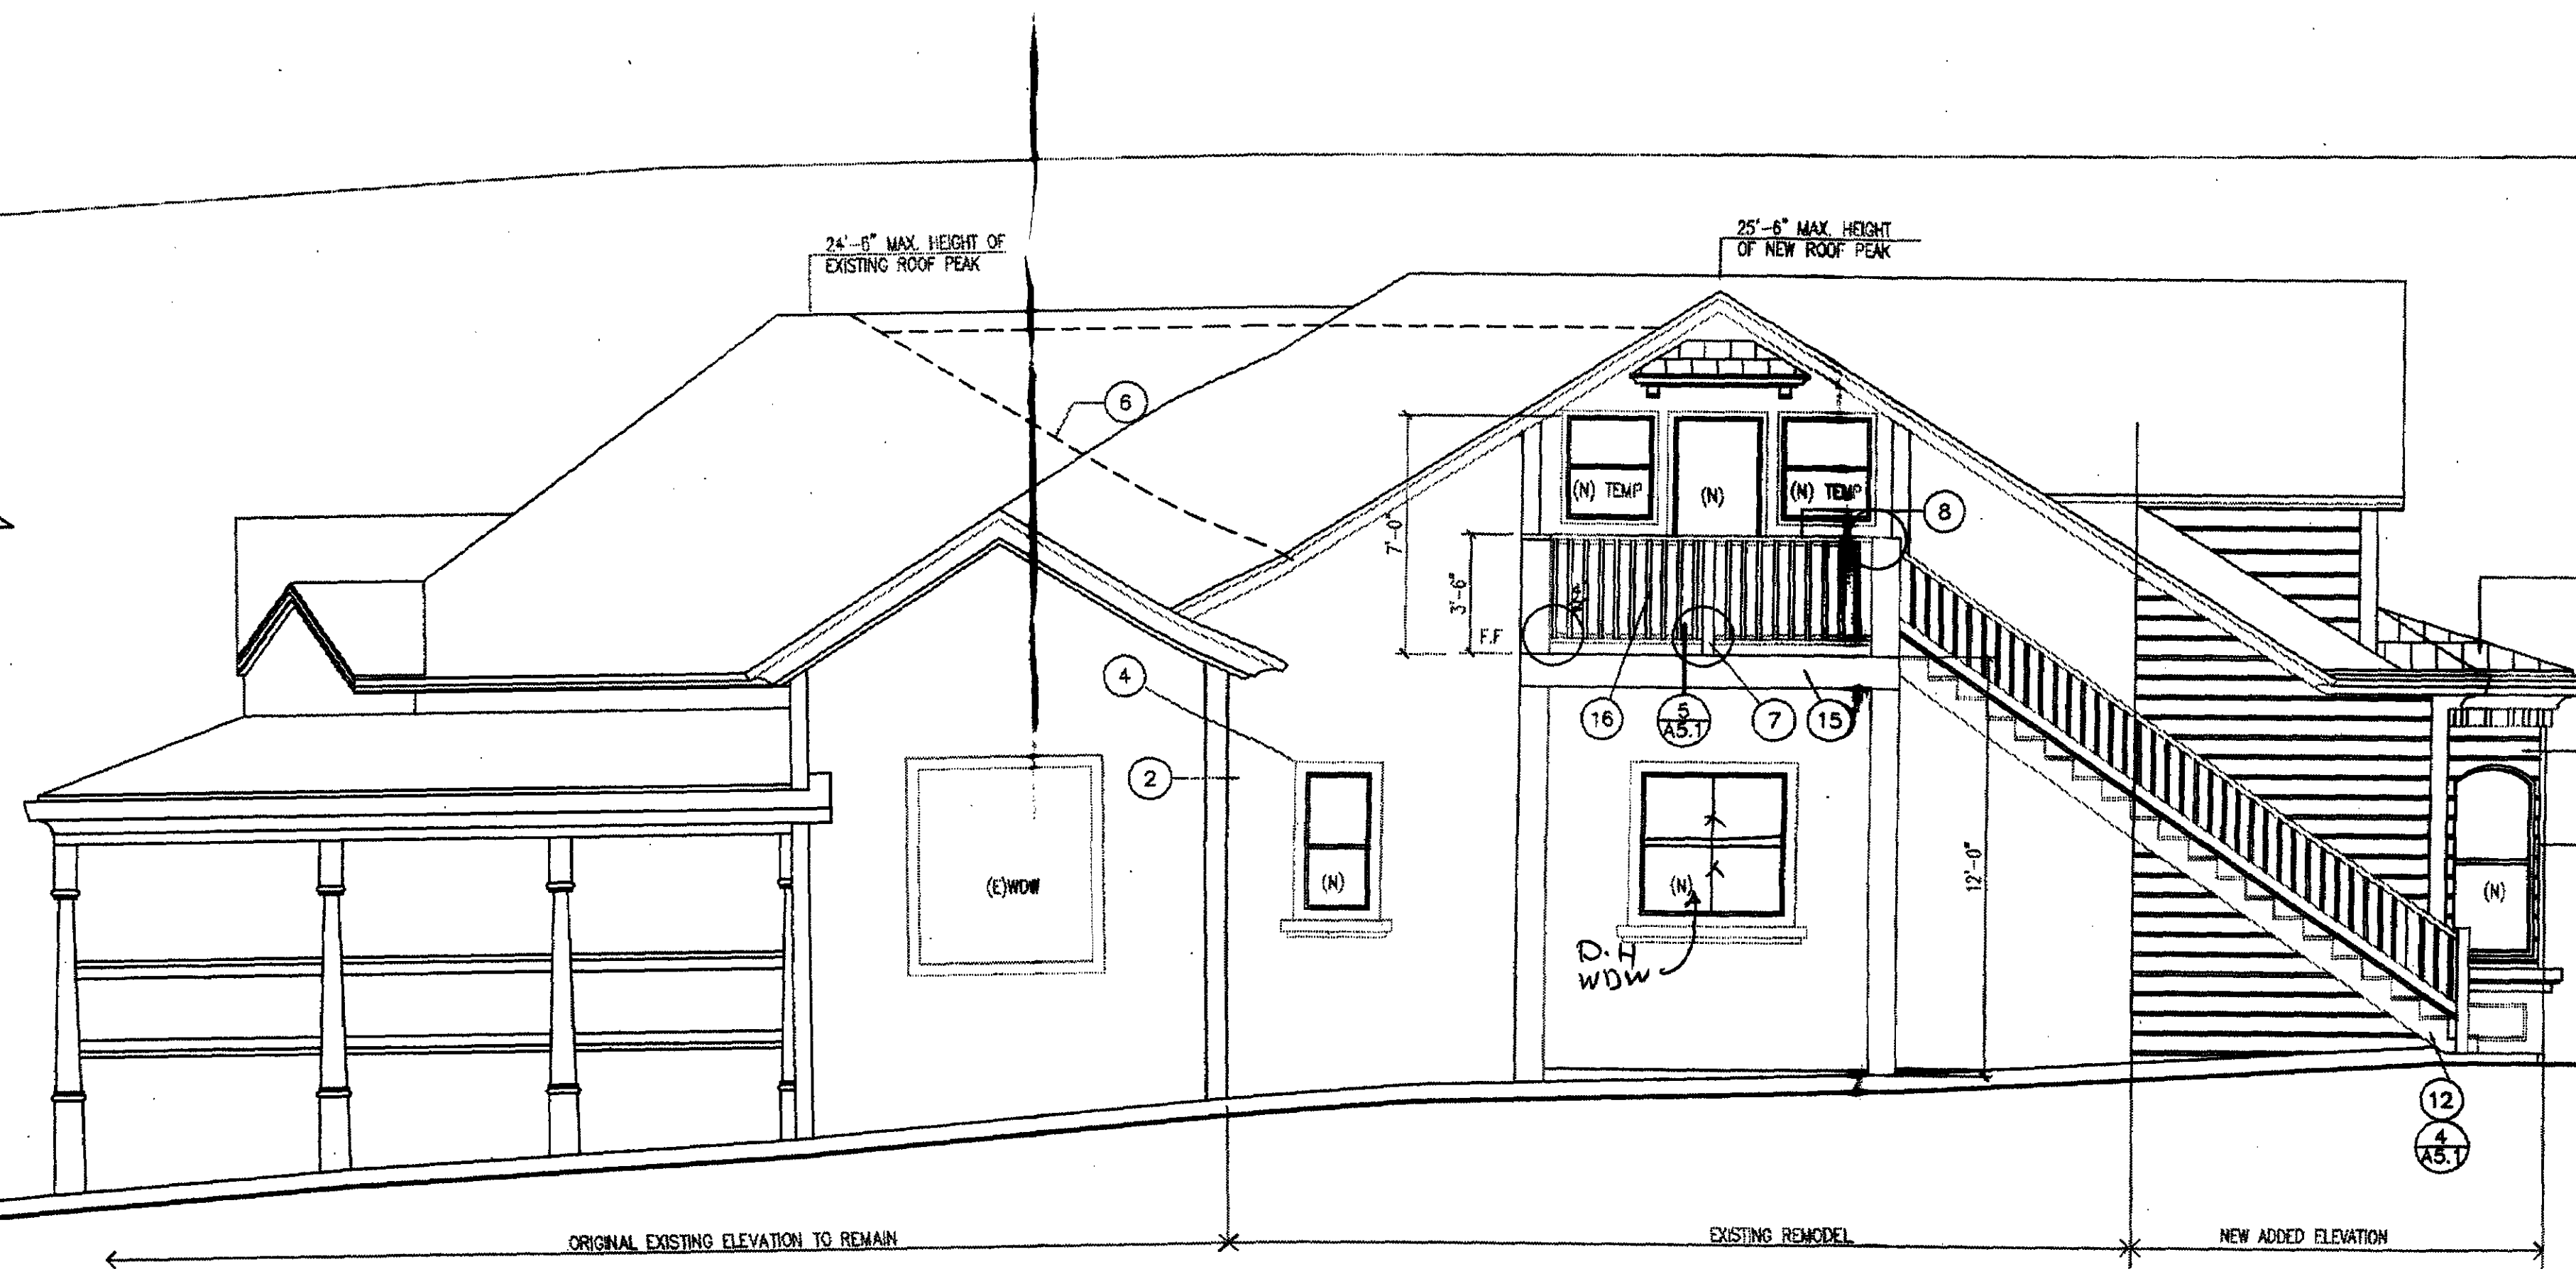 24'-6" MAX. HEIGHT OF
EXISTING ROOF PEAK
25'-6" MAX. HEIGHT
OF NEW ROOF PEAK
6
(N) TEMP
(N)
(N) TEMP
8
7'-0"
3'-6"
F.F
4
16
5
A5.1
7
15
2
(E)WDW
(N)
(N)
D.H
WDW
12'-0"
(N)
12
4
A5.1
ORIGINAL EXISTING ELEVATION TO REMAIN
EXISTING REMODEL
NEW ADDED ELEVATION